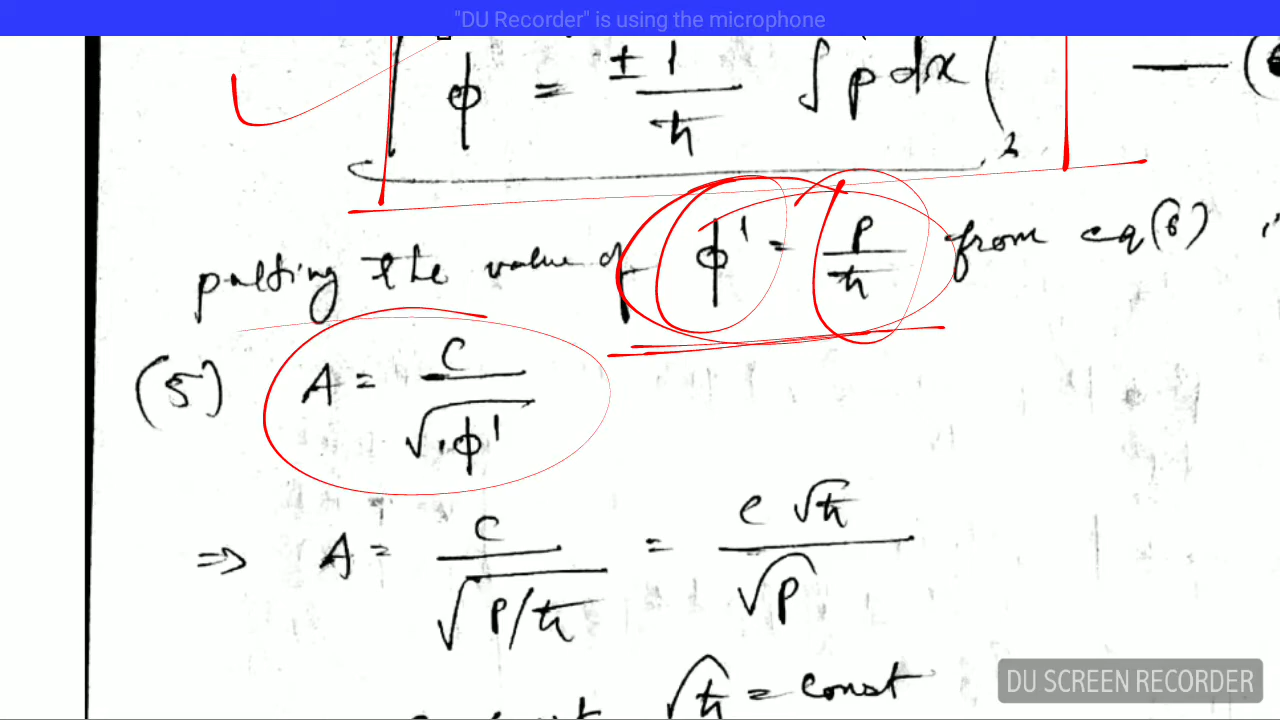 "DU Recorder" is using the microphone
ϕ = ± 1/ħ ∫ p dx
putting the value of ϕ' = p/ħ from eq (6)
(5) A = C/√ϕ'
⇒ A = C/√(P/ħ) = c √ħ/√P
√ħ = const
DU SCREEN RECORDER